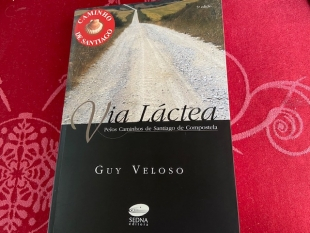 CAMINHO
DE SANTIAGO
Via Láctea
Pelos Caminhos de Santiago de Compostela
GUY VELOSO
SEDNA
editora